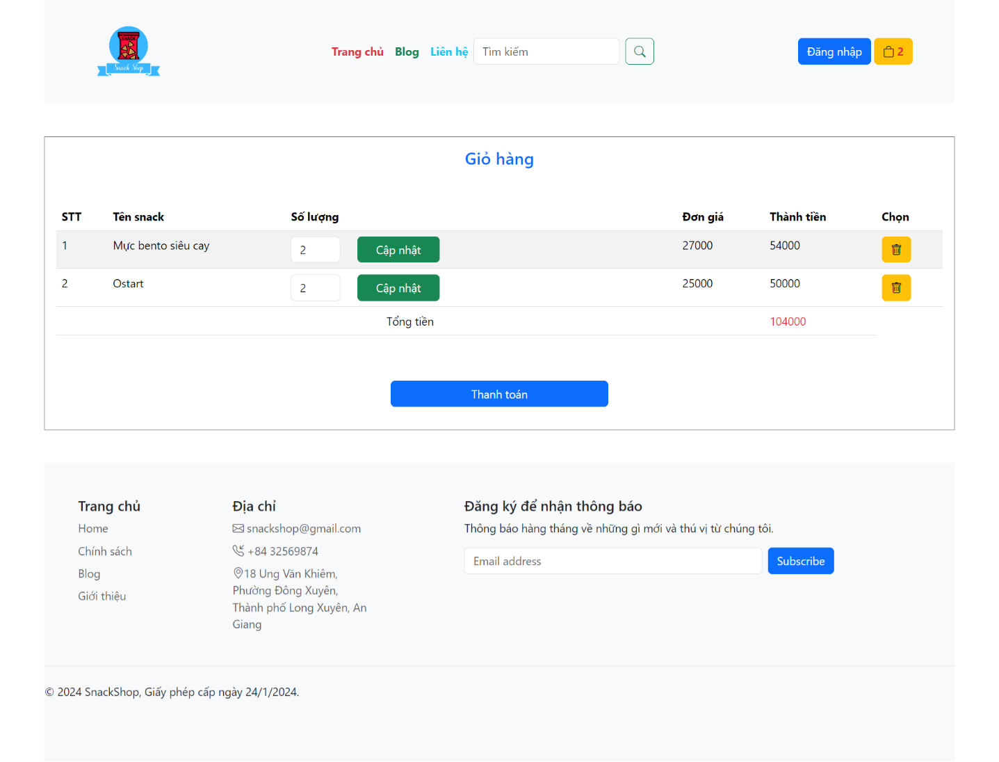 SNACK
Snack Shop
Trang chủ Blog Liên hệ Tìm kiếm
Đăng nhập 2
Giỏ hàng
STT Tên snack Số lượng Đơn giá Thành tiền Chọn
1 Mực bento siêu cay 2 Cập nhật 27000 54000
2 Ostart 2 Cập nhật 25000 50000
Tổng tiền 104000
Thanh toán
Trang chủ
Home
Chính sách
Blog
Giới thiệu
Địa chỉ
snackshop@gmail.com
+84 32569874
18 Ung Văn Khiêm,
Phường Đông Xuyên,
Thành phố Long Xuyên, An
Giang
Đăng ký để nhận thông báo
Thông báo hàng tháng về những gì mới và thú vị từ chúng tôi.
Email address Subscribe
© 2024 SnackShop, Giấy phép cấp ngày 24/1/2024.